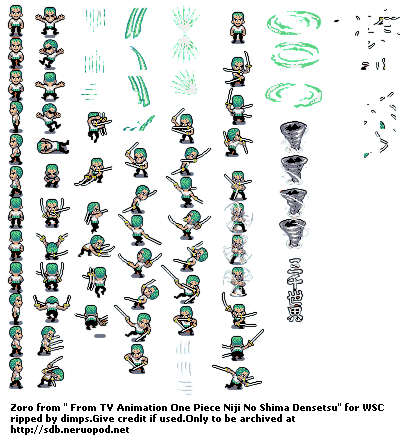 Zoro from " From TV Animation One Piece Niji No Shima Densetsu" for WSC
ripped by dimps.Give credit if used.Only to be archived at
http://sdb.neruopod.net